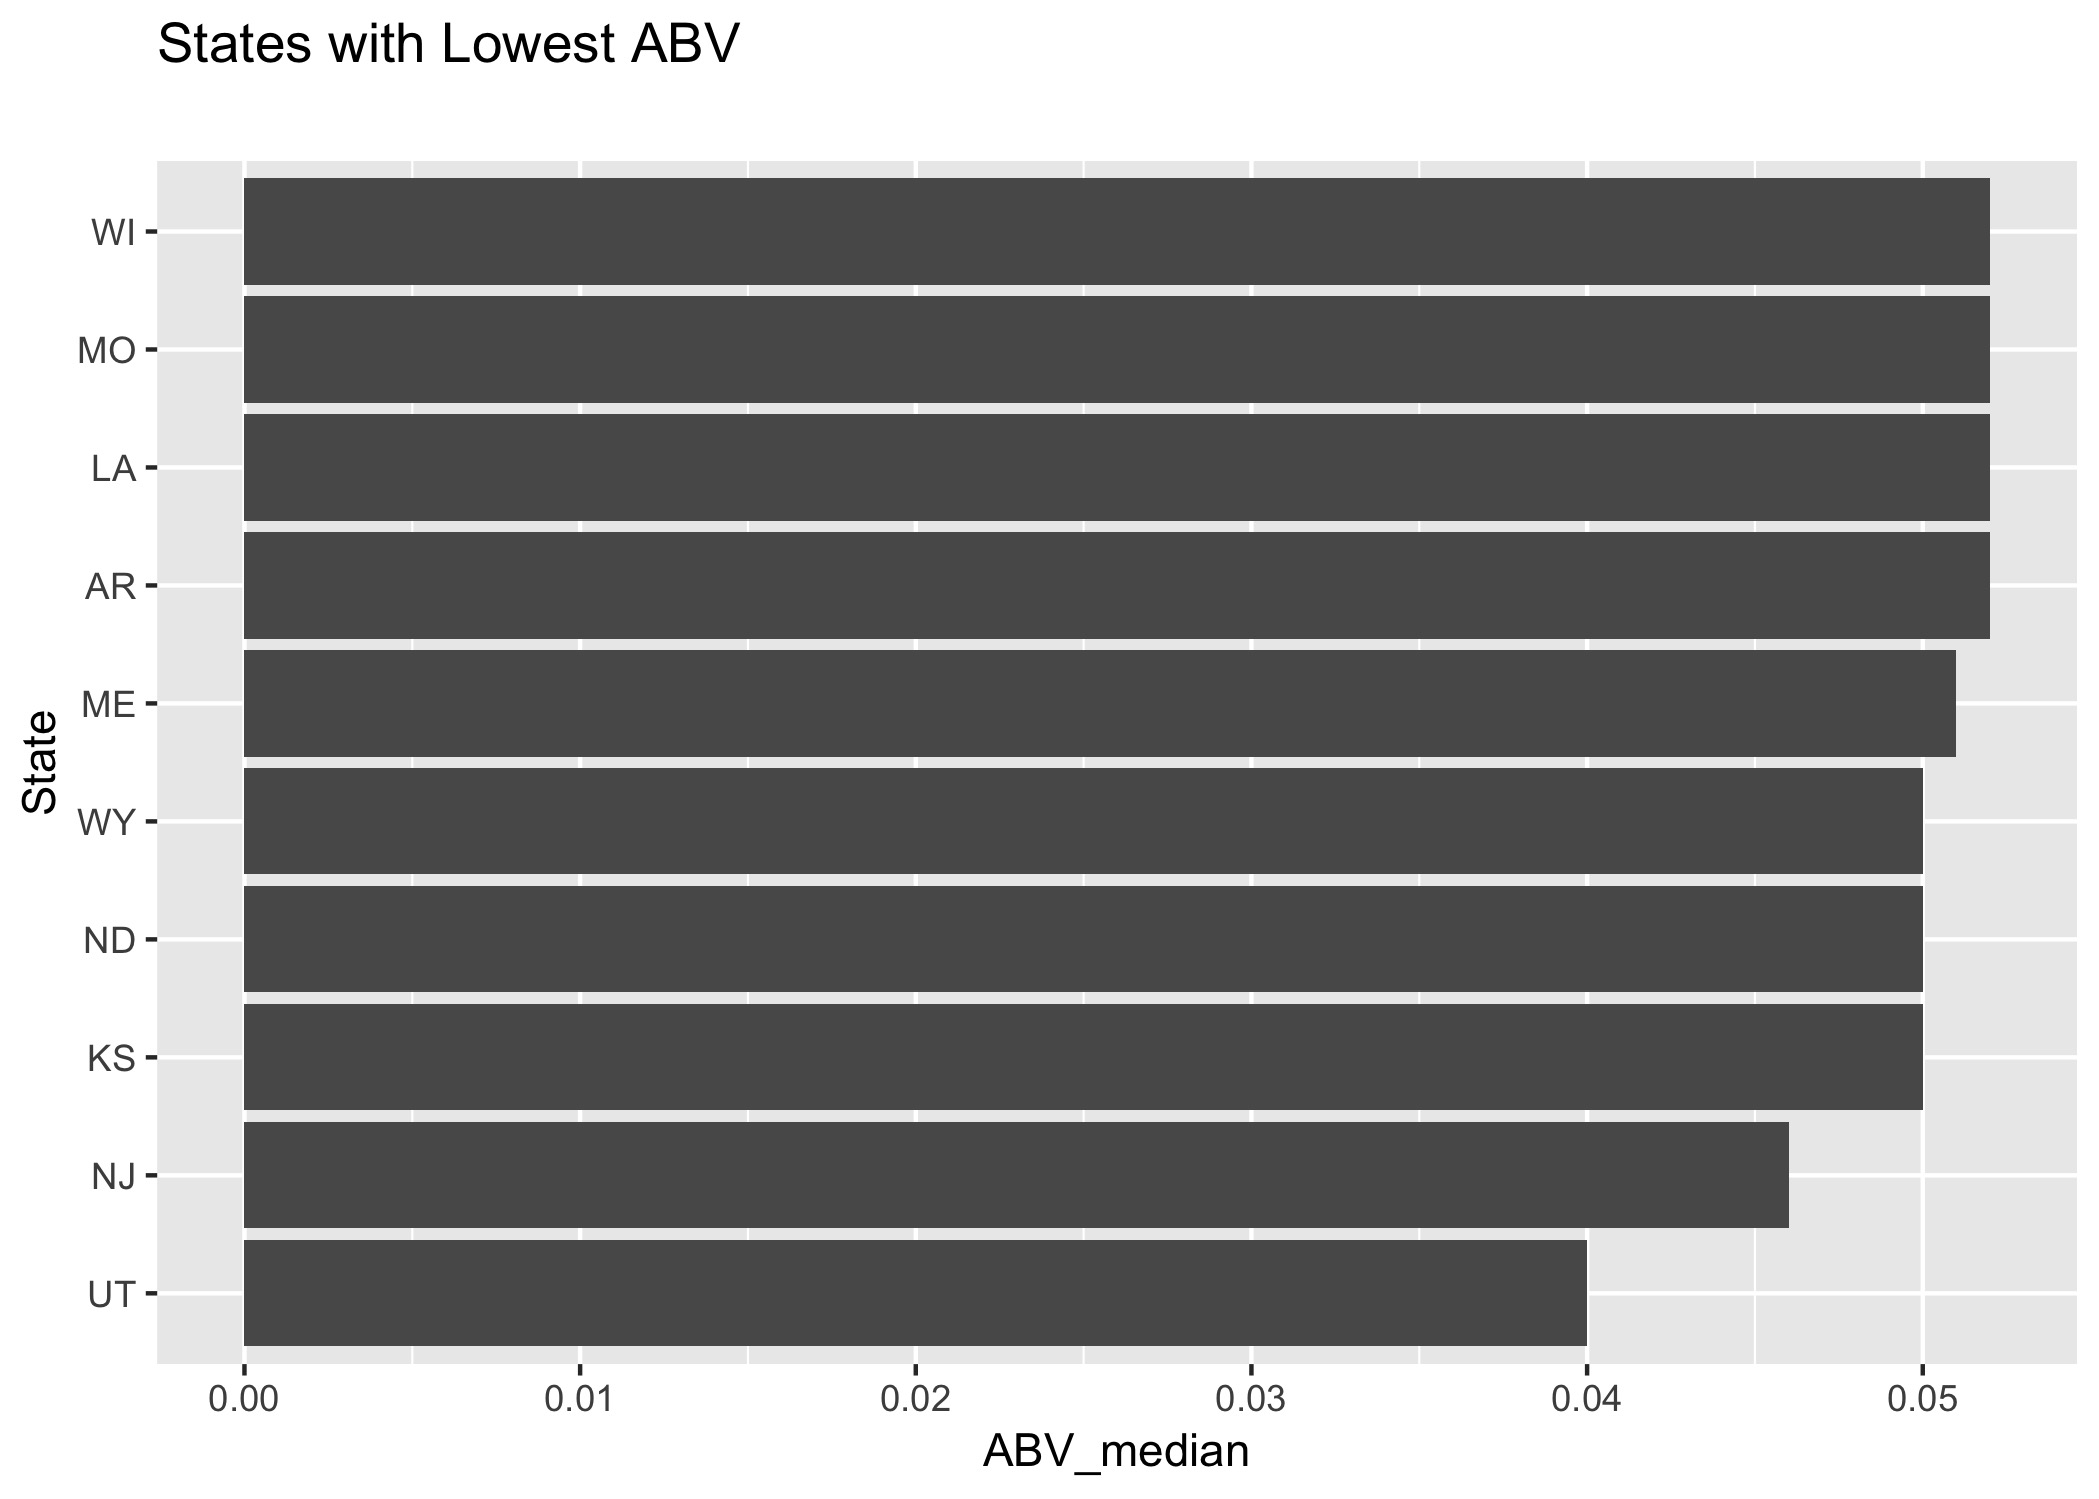 States with Lowest ABV
State
WI
MO
LA
AR
ME
WY
ND
KS
NJ
UT
0.00 0.01 0.02 0.03 0.04 0.05
ABV_median